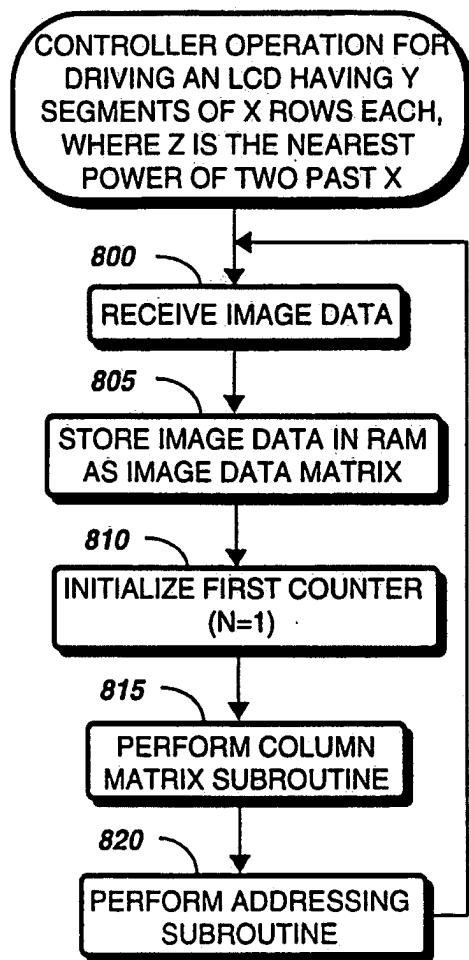 CONTROLLER OPERATION FOR
DRIVING AN LCD HAVING Y
SEGMENTS OF X ROWS EACH,
WHERE Z IS THE NEAREST
POWER OF TWO PAST X
800
RECEIVE IMAGE DATA
805
STORE IMAGE DATA IN RAM
AS IMAGE DATA MATRIX
810
INITIALIZE FIRST COUNTER
(N=1)
815
PERFORM COLUMN
MATRIX SUBROUTINE
820
PERFORM ADDRESSING
SUBROUTINE